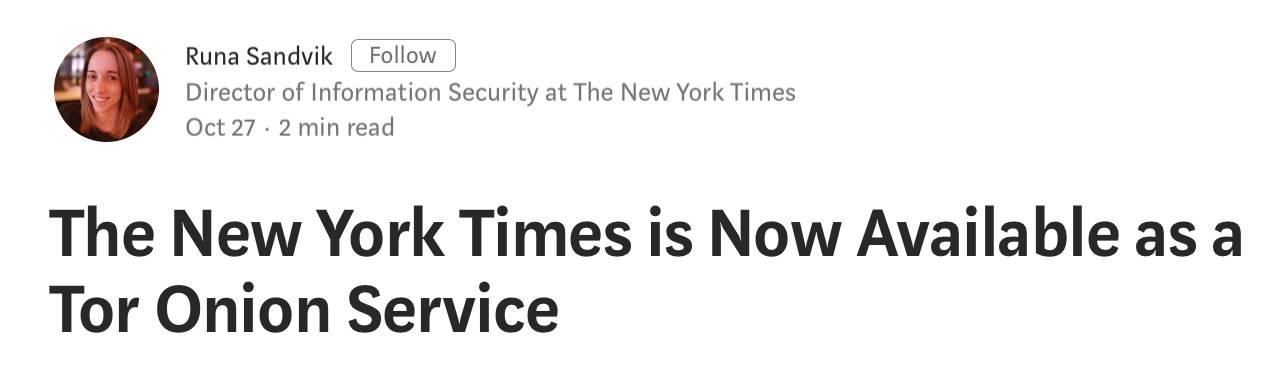 Runa Sandvik Follow
Director of Information Security at The New York Times
Oct 27 · 2 min read
The New York Times is Now Available as a
Tor Onion Service